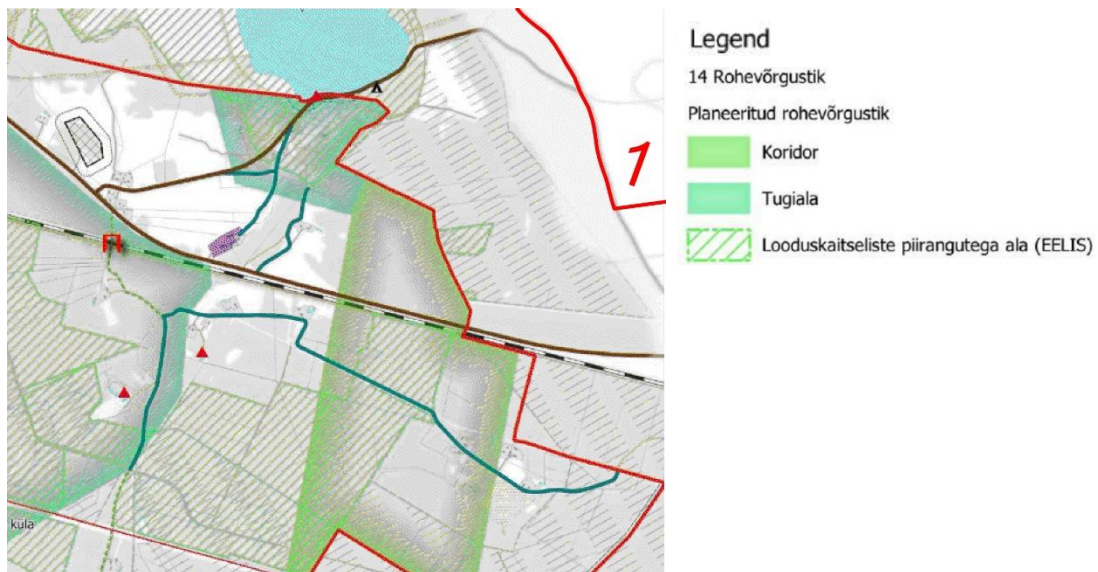 Legend
14 Rohevõrgustik
Planeeritud rohevõrgustik
Koridor
Tugiala
Looduskaitseliste piirangutega ala (EELIS)
1
küla